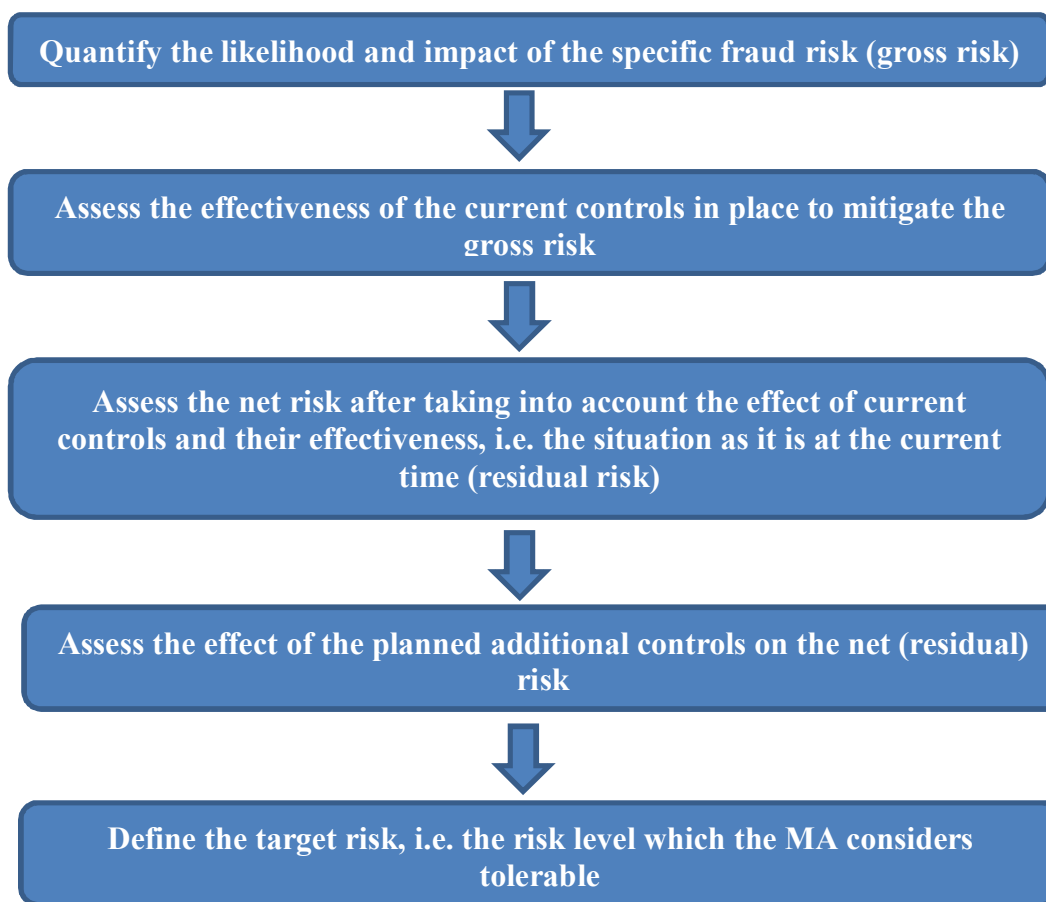 Quantify the likelihood and impact of the specific fraud risk (gross risk)
Assess the effectiveness of the current controls in place to mitigate the
gross risk
Assess the net risk after taking into account the effect of current
controls and their effectiveness, i.e. the situation as it is at the current
time (residual risk)
Assess the effect of the planned additional controls on the net (residual)
risk
Define the target risk, i.e. the risk level which the MA considers
tolerable